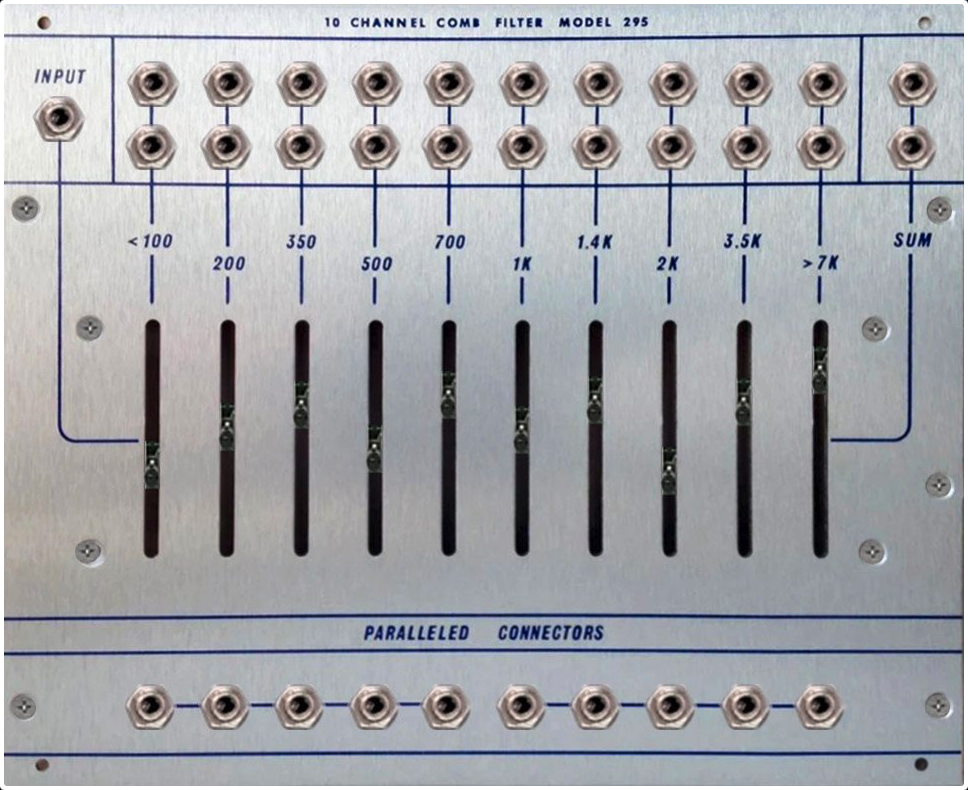 10 CHANNEL COMB FILTER MODEL 295
INPUT
<100 350 700 1.4K 3.5K SUM
200 500 1K 2K >7K
PARALLELED CONNECTORS